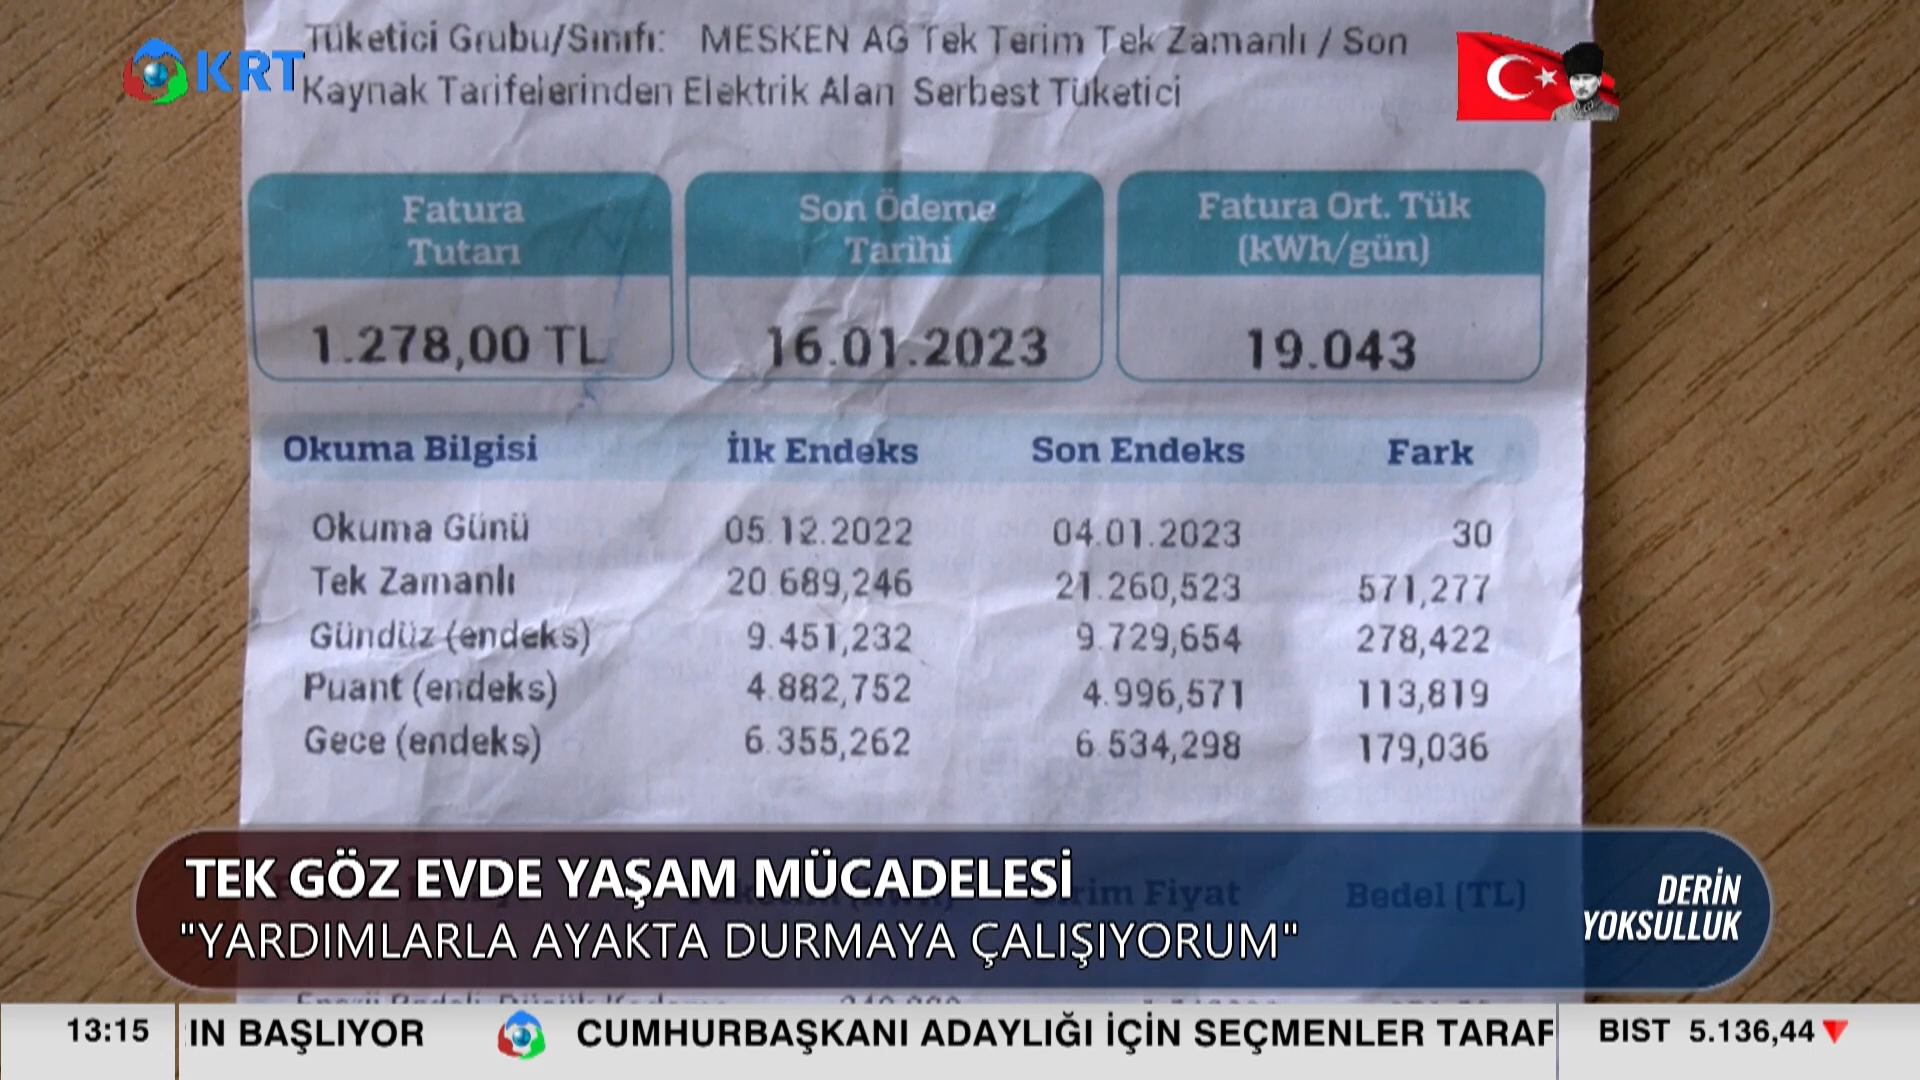 KRT
Tüketici Grubu/Sınıfı: MESKEN AG Tek Terim Tek Zamanlı / Son
Kaynak Tarifelerinden Elektrik Alan Serbest Tüketici
Fatura
Tutarı
1.278,00 TL
Son Ödeme
Tarihi
16.01.2023
Fatura Ort. Tük
(kWh/gün)
19.043
Okuma Bilgisi İlk Endeks Son Endeks Fark
Okuma Günü 05.12.2022 04.01.2023 30
Tek Zamanlı 20.689,246 21.260,523 571,277
Gündüz (endeks) 9.451,232 9.729,654 278,422
Puant (endeks) 4.882,752 4.996,571 113,819
Gece (endeks) 6.355,262 6.534,298 179,036
Fiyat Bedel (TL)
TEK GÖZ EVDE YAŞAM MÜCADELESİ
"YARDIMLARLA AYAKTA DURMAYA ÇALIŞIYORUM"
DERİN
YOKSULLUK
13:15 IN BAŞLIYOR CUMHURBAŞKANI ADAYLIĞI İÇİN SEÇMENLER TARAF BIST 5.136,44